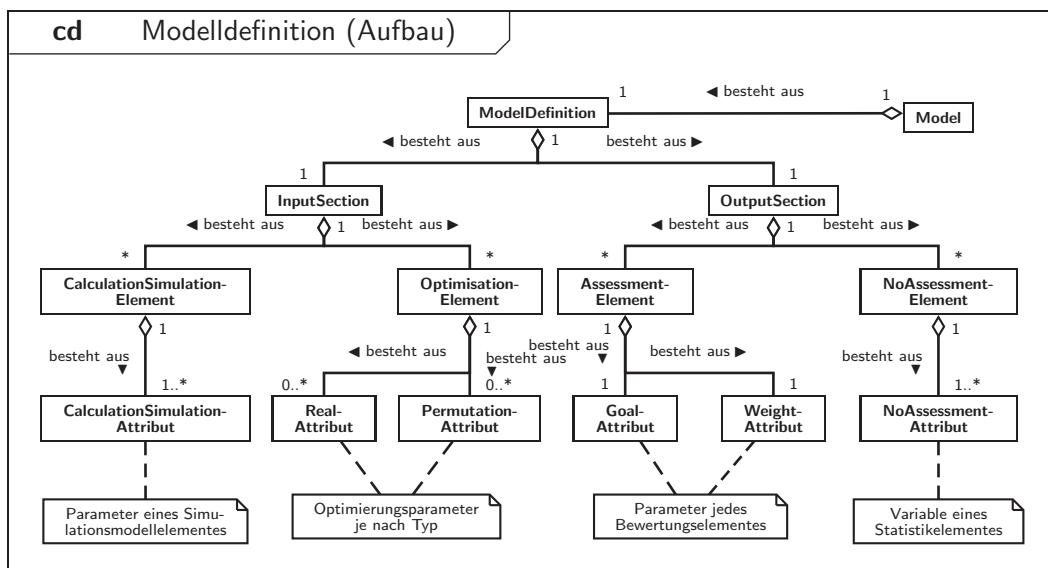 cd Modelldefinition (Aufbau)
1 ◄ besteht aus 1
ModelDefinition
Model
◄ besteht aus 1 besteht aus ►
1 1
InputSection OutputSection
◄ besteht aus 1 besteht aus ► ◄ besteht aus 1 besteht aus ►
* * * *
CalculationSimulation- Optimisation- Assessment- NoAssessment-
Element Element Element Element
1 1 1 1
besteht aus ▼ ◄ besteht aus besteht aus ▼ besteht aus ▼ besteht aus ► besteht aus ▼
1..* 0..* 0..* 1 1 1..*
CalculationSimulation- Real- Permutation- Goal- Weight- NoAssessment-
Attribut Attribut Attribut Attribut Attribut Attribut
Parameter eines Simu- Optimierungsparameter Parameter jedes Variable eines
lationsmodellelementes je nach Typ Bewertungselementes Statistikelementes